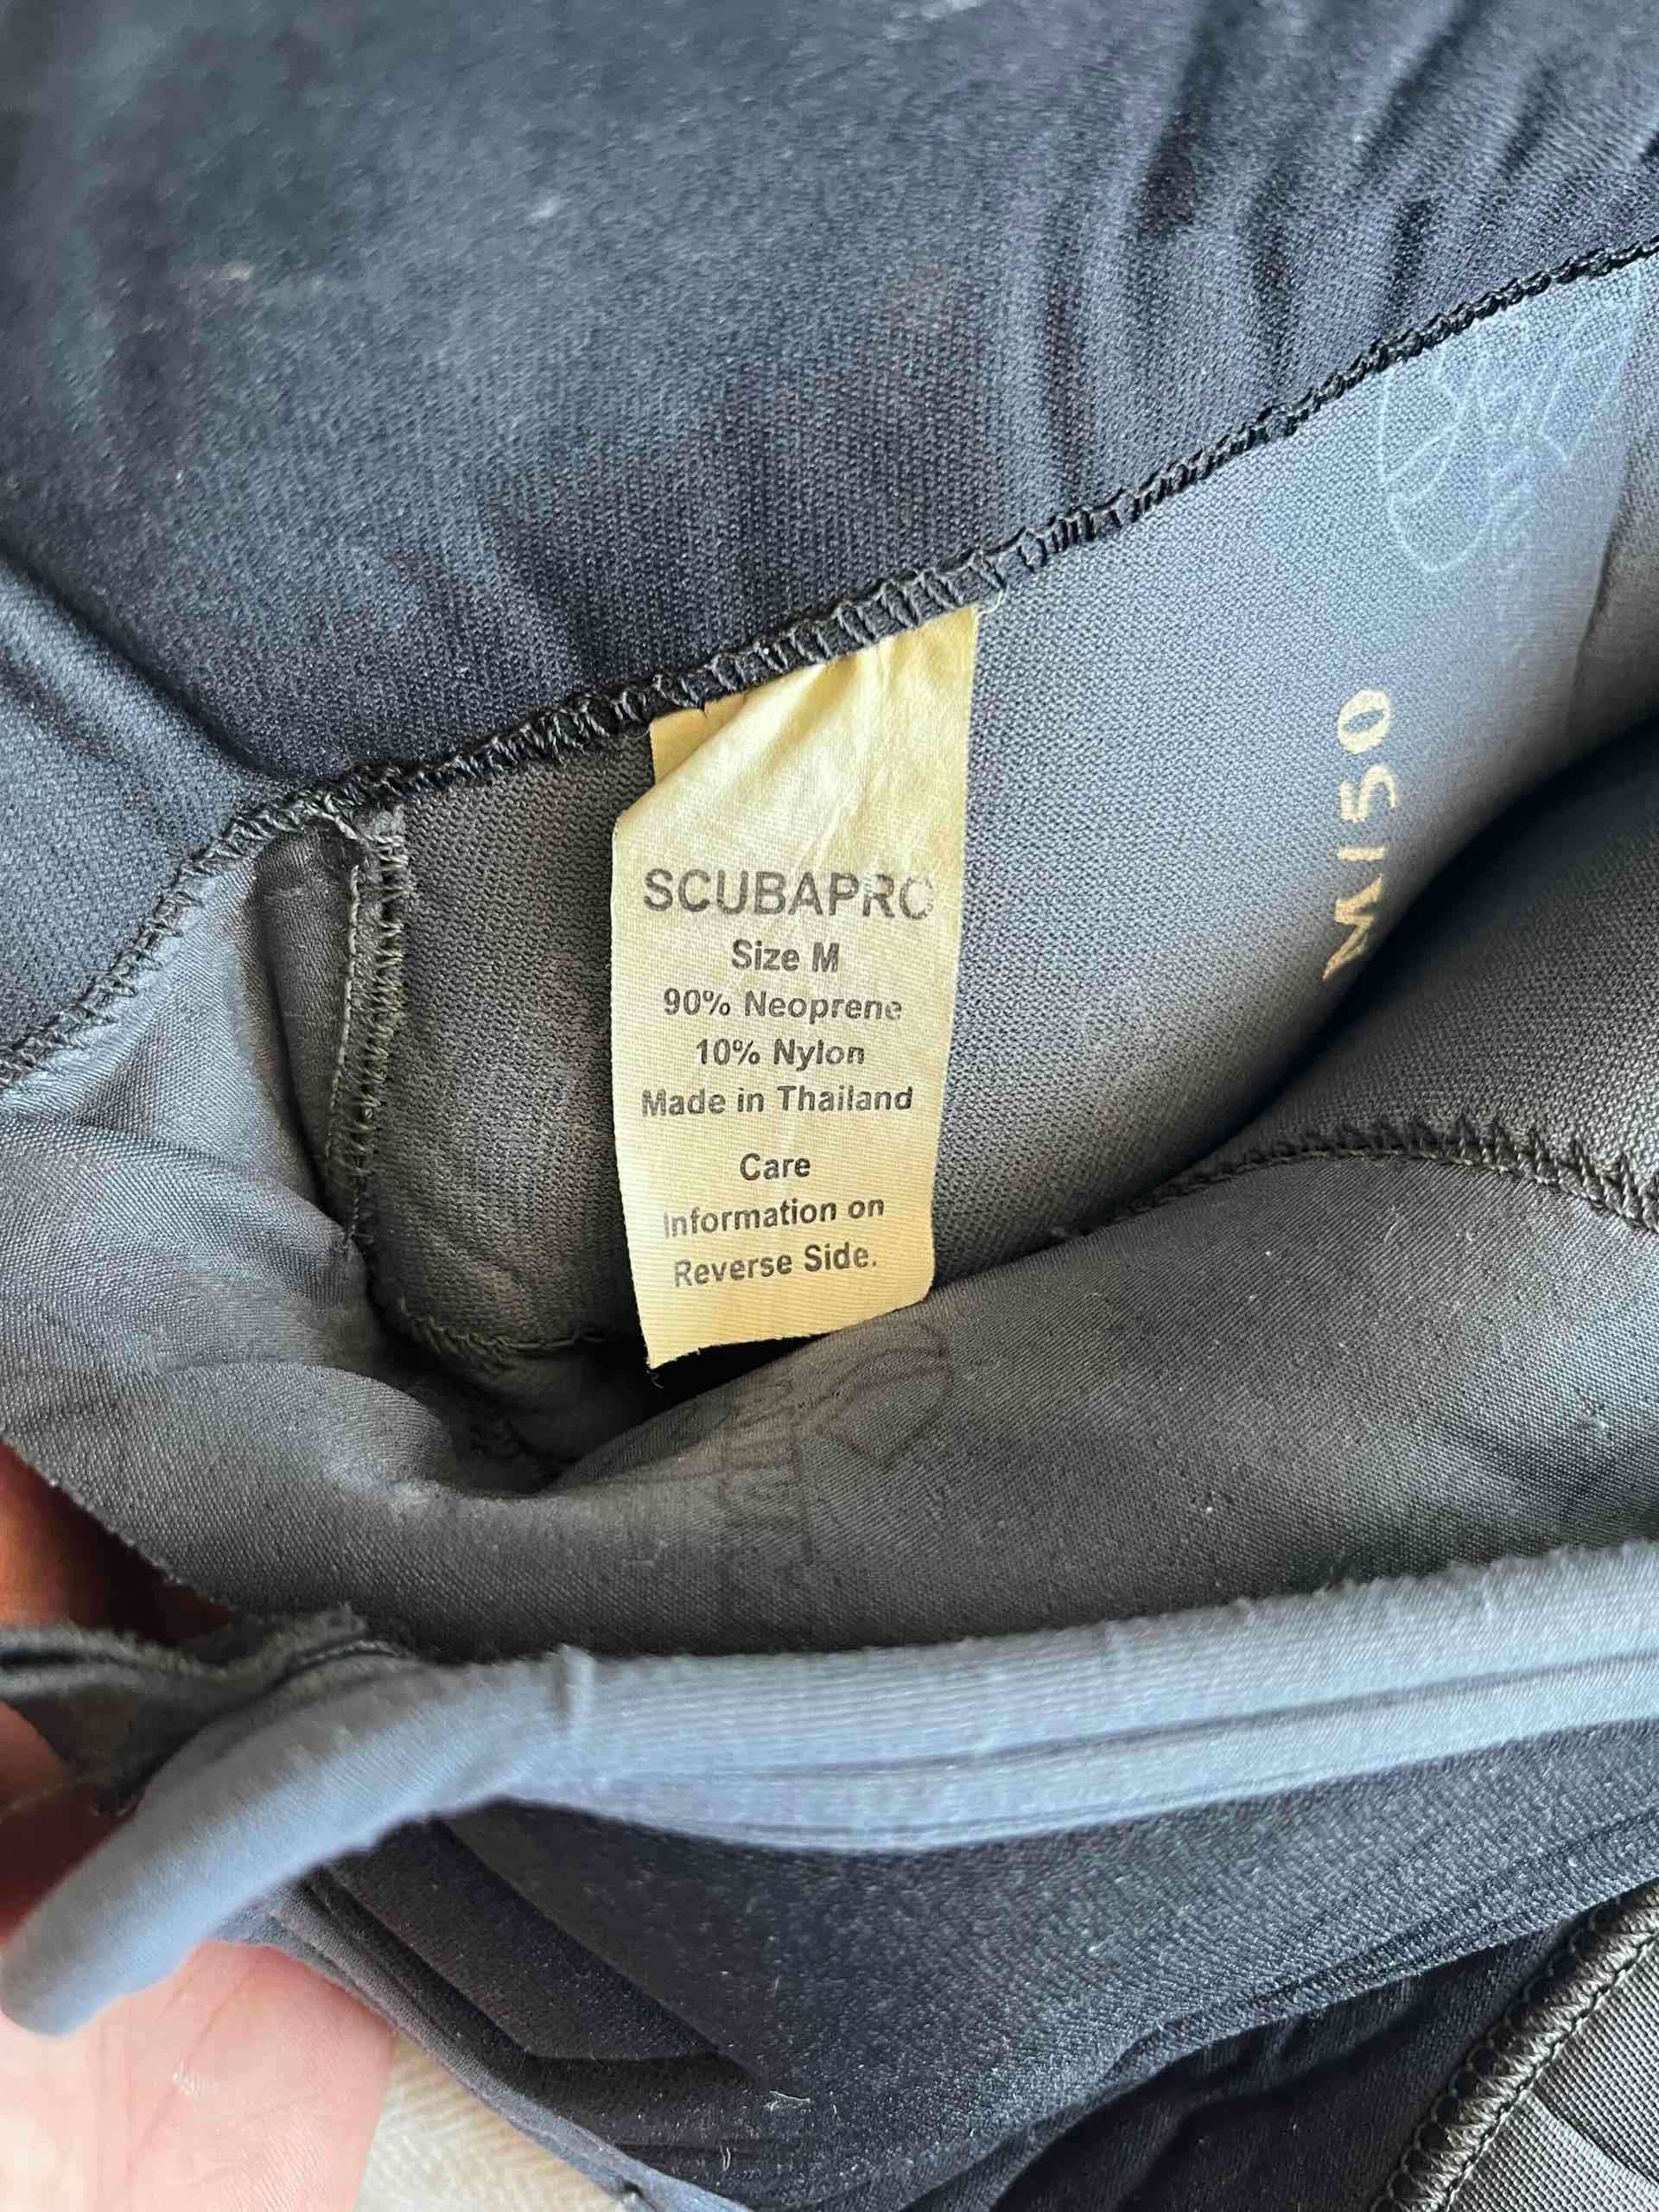 SCUBAPRO
Size M
90% Neoprene
10% Nylon
Made in Thailand
Care
Information on
Reverse Side.
M150